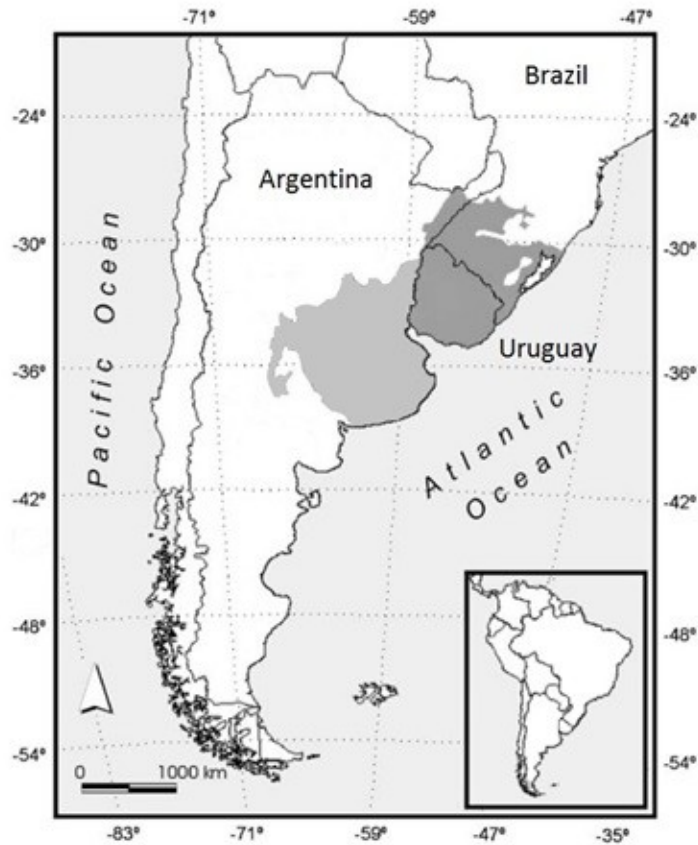 -71° -59° -47°
Brazil
-24° -24°
Argentina
-30° -30°
Pacific Ocean
Uruguay
-36° -36°
Atlantic
Ocean
-42° -42°
-48° -48°
-54° -54°
0 1000 km
-83° -71° -59° -47° -35°